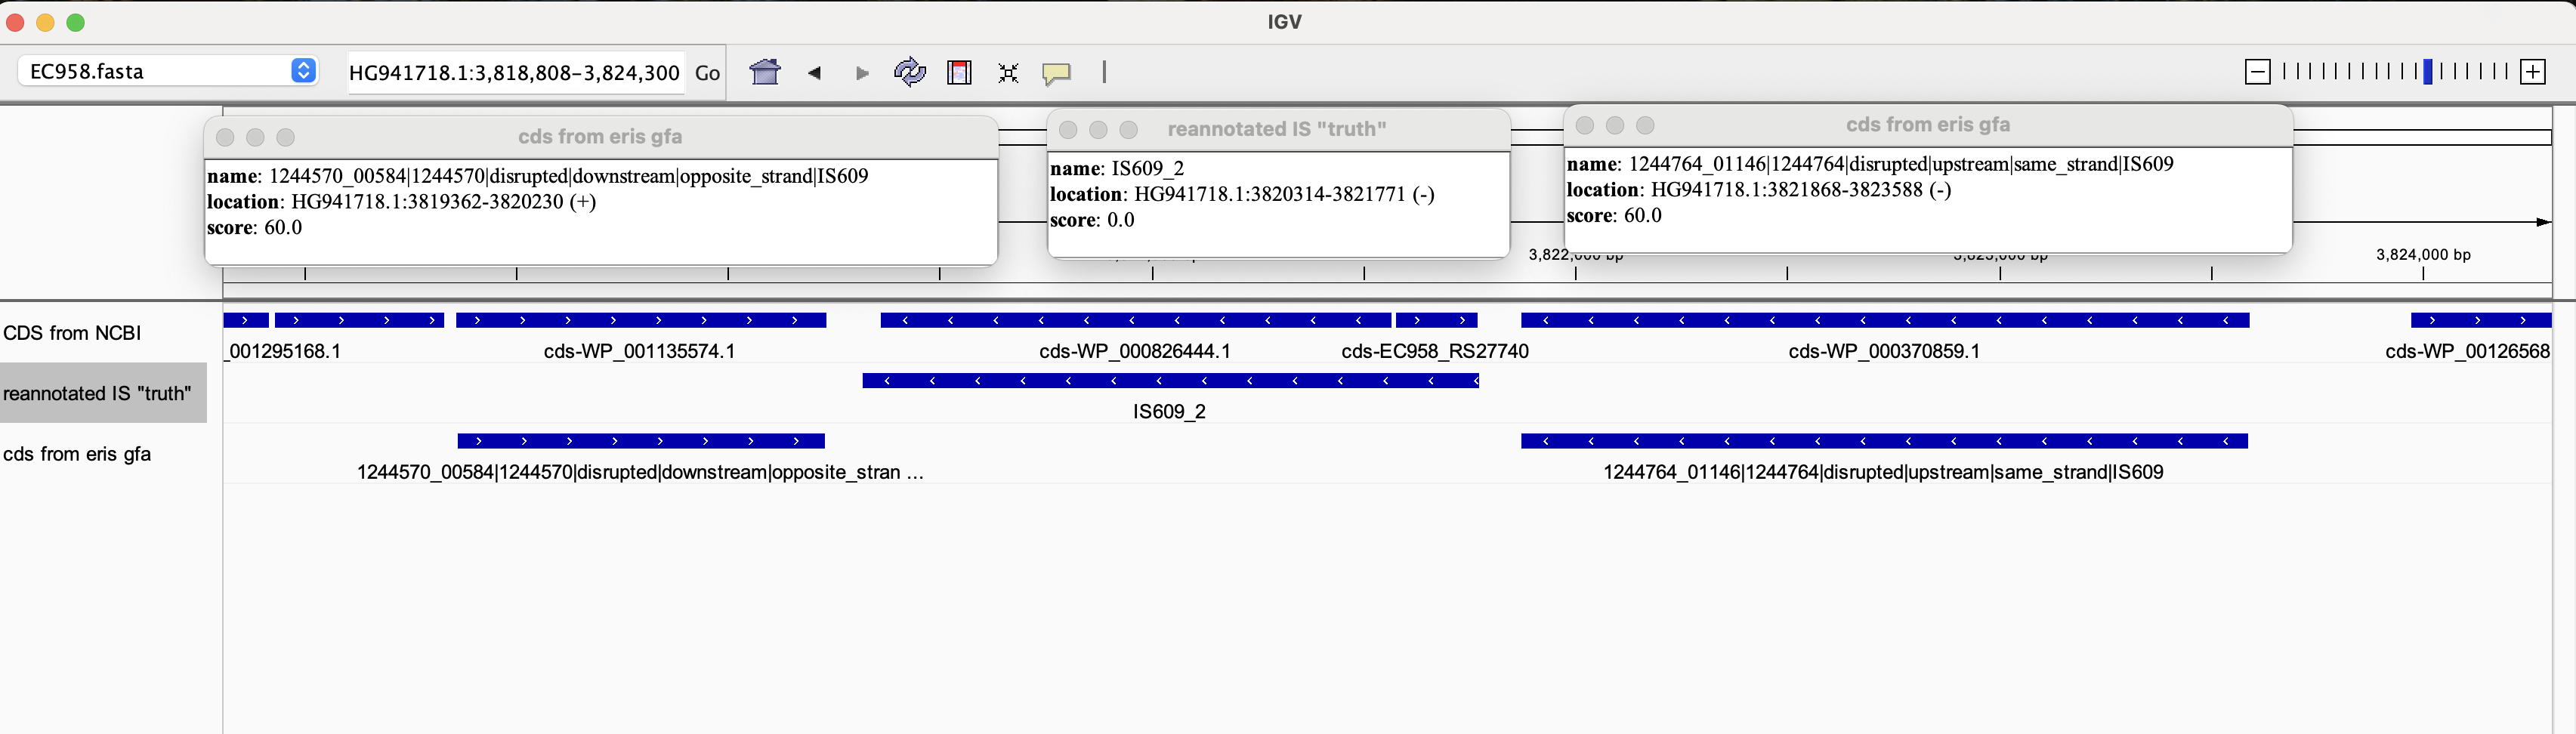 IGV
EC958.fasta
HG941718.1:3,818,808-3,824,300 Go
cds from eris gfa
name: 1244570_00584|1244570|disrupted|downstream|opposite_strand|IS609
location: HG941718.1:3819362-3820230 (+)
score: 60.0
reannotated IS "truth"
name: IS609_2
location: HG941718.1:3820314-3821771 (-)
score: 0.0
cds from eris gfa
name: 1244764_01146|1244764|disrupted|upstream|same_strand|IS609
location: HG941718.1:3821868-3823588 (-)
score: 60.0
3,822,000 bp
3,823,000 bp
3,824,000 bp
CDS from NCBI
_001295168.1
cds-WP_001135574.1
cds-WP_000826444.1
cds-EC958_RS27740
cds-WP_000370859.1
cds-WP_00126568
reannotated IS "truth"
IS609_2
cds from eris gfa
1244570_00584|1244570|disrupted|downstream|opposite_stran ...
1244764_01146|1244764|disrupted|upstream|same_strand|IS609